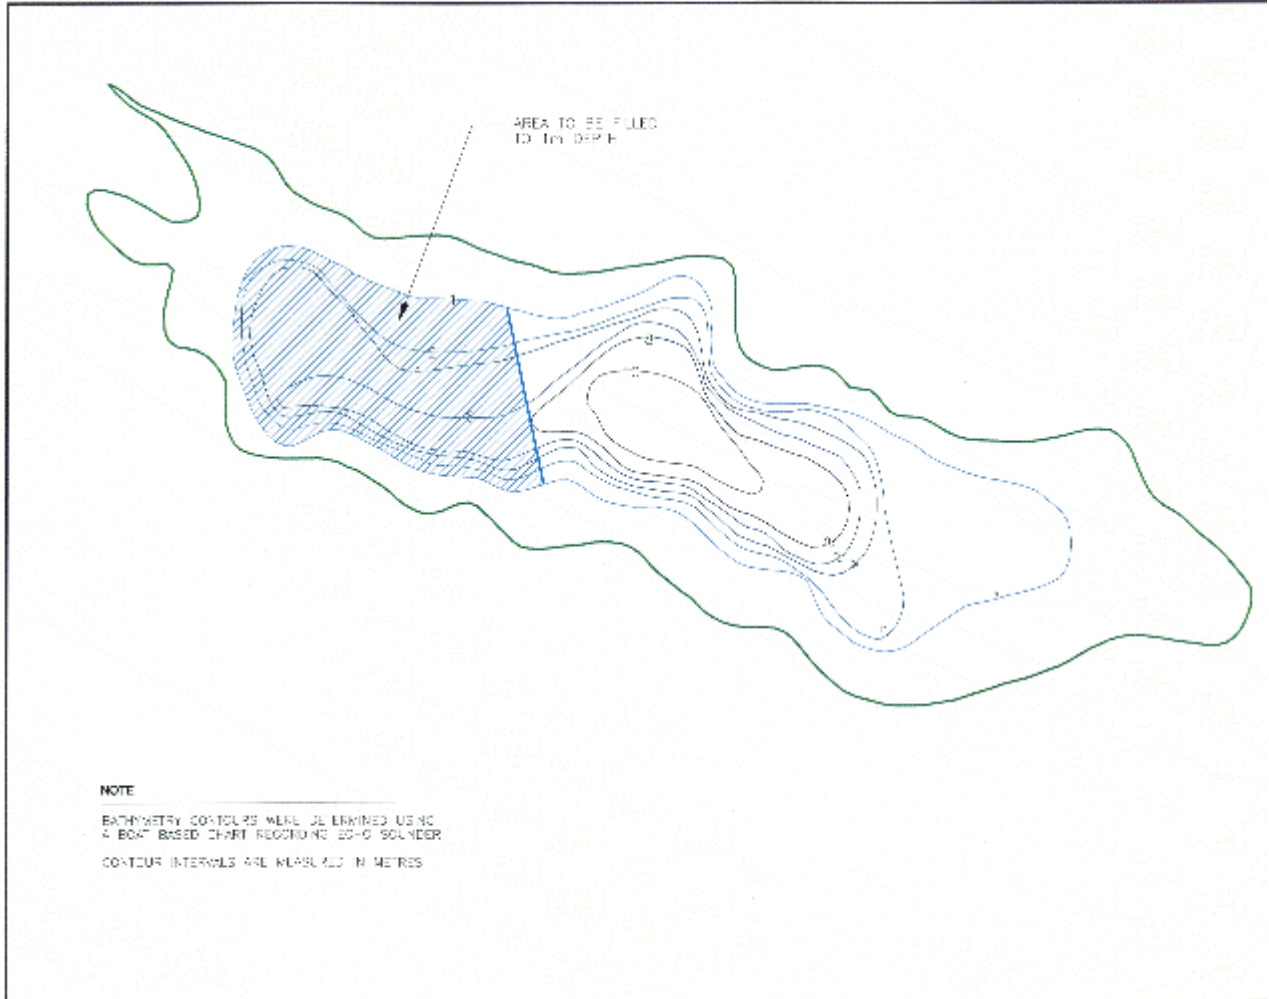 AREA TO BE FILLED
TO 1m DEPTH
1
NOTE
BATHYMETRY CONTOURS WERE DETERMINED USING
A BOAT BASED CHART RECORDING ECHO SOUNDER
CONTOUR INTERVALS ARE MEASURED IN METRES